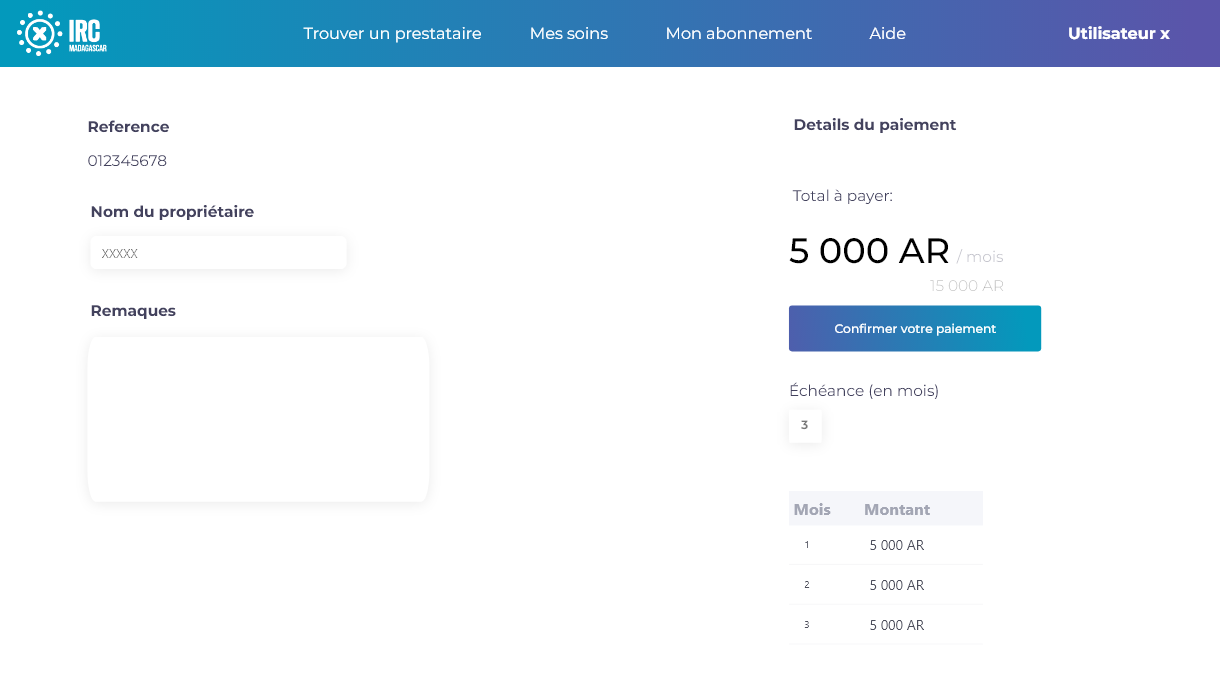 IRC
MADAGASCAR
Trouver un prestataire
Mes soins
Mon abonnement
Aide
Utilisateur x
Reference
012345678
Nom du propriétaire
XXXXX
Remaques
Details du paiement
Total à payer:
5 000 AR / mois
15 000 AR
Confirmer votre paiement
Échéance (en mois)
3
Mois Montant
1 5 000 AR
2 5 000 AR
3 5 000 AR